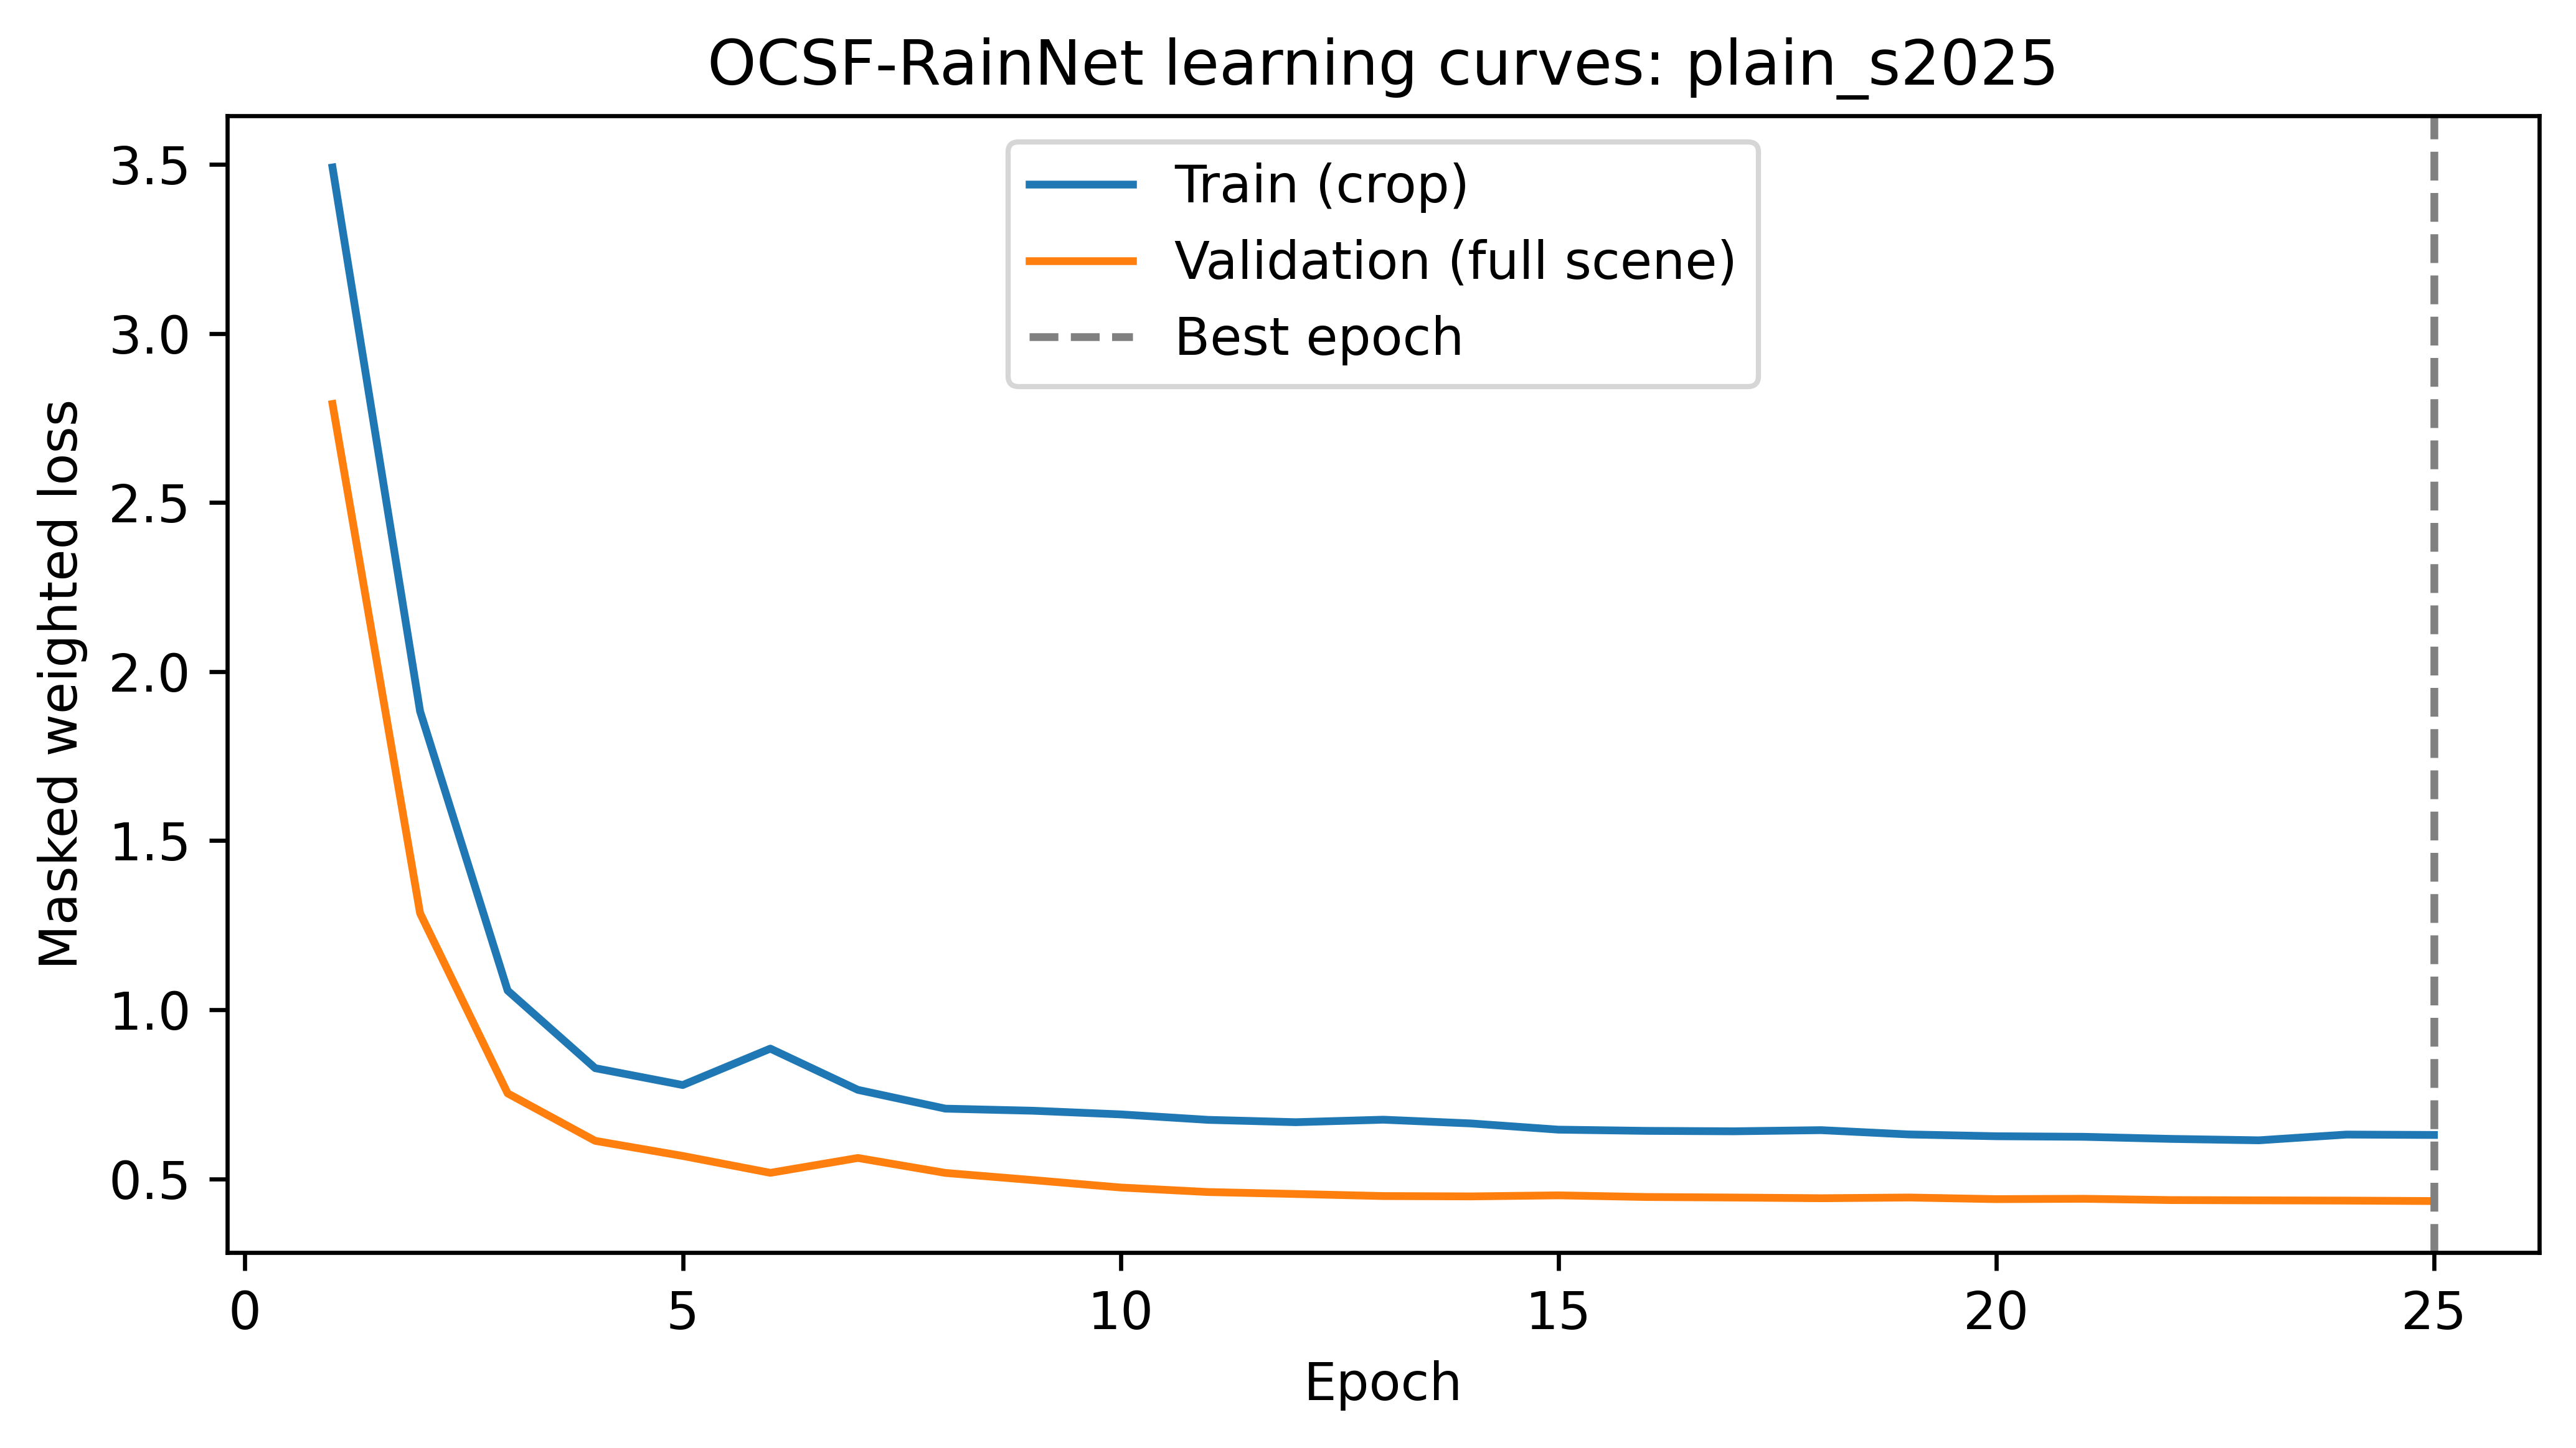 OCSF-RainNet learning curves: plain_s2025
Train (crop)
Validation (full scene)
Best epoch
Masked weighted loss
3.5
3.0
2.5
2.0
1.5
1.0
0.5
0 5 10 15 20 25
Epoch